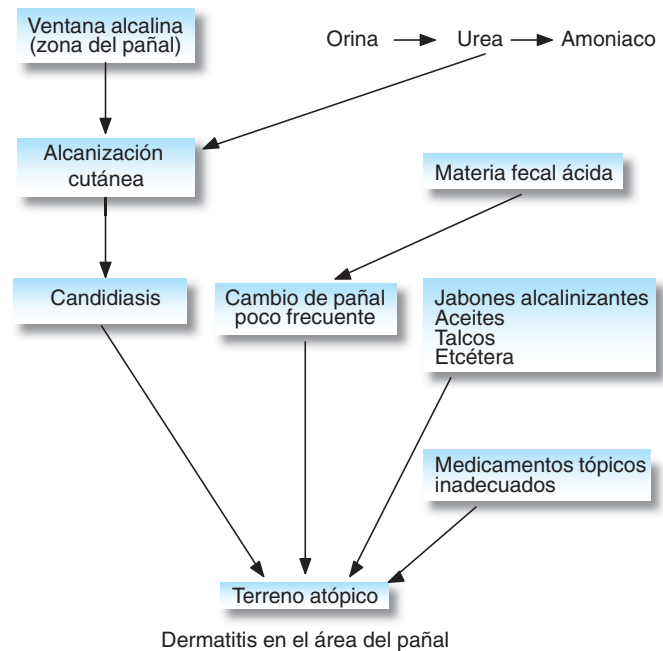 Ventana alcalina
(zona del pañal)
Orina
Urea
Amoniaco
Alcanización
cutánea
Materia fecal ácida
Candidiasis
Cambio de pañal
poco frecuente
Jabones alcalinizantes
Aceites
Talcos
Etcétera
Medicamentos tópicos
inadecuados
Terreno atópico
Dermatitis en el área del pañal